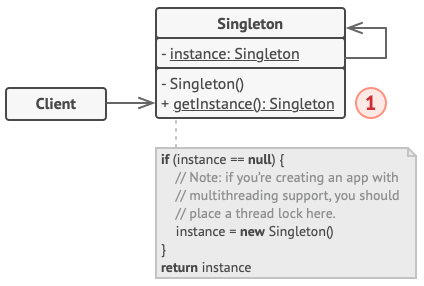 Singleton
- instance: Singleton
- Singleton()
+ getInstance(): Singleton
Client
1
if (instance == null) {
// Note: if you're creating an app with
// multithreading support, you should
// place a thread lock here.
instance = new Singleton()
}
return instance